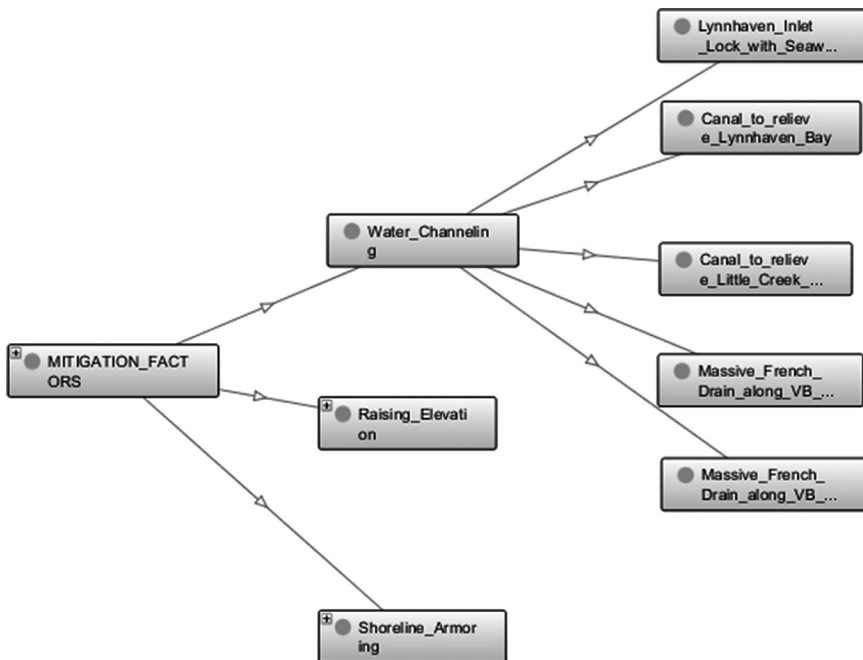 Lynnhaven_Inlet
_Lock_with_Seaw...
Canal_to_reliev
e_Lynnhaven_Bay
Water_Channelin
g
Canal_to_reliev
e_Little_Creek_...
MITIGATION_FACT
ORS
Massive_French_
Drain_along_VB_...
Raising_Elevati
on
Massive_French_
Drain_along_VB_...
Shoreline_Armor
ing